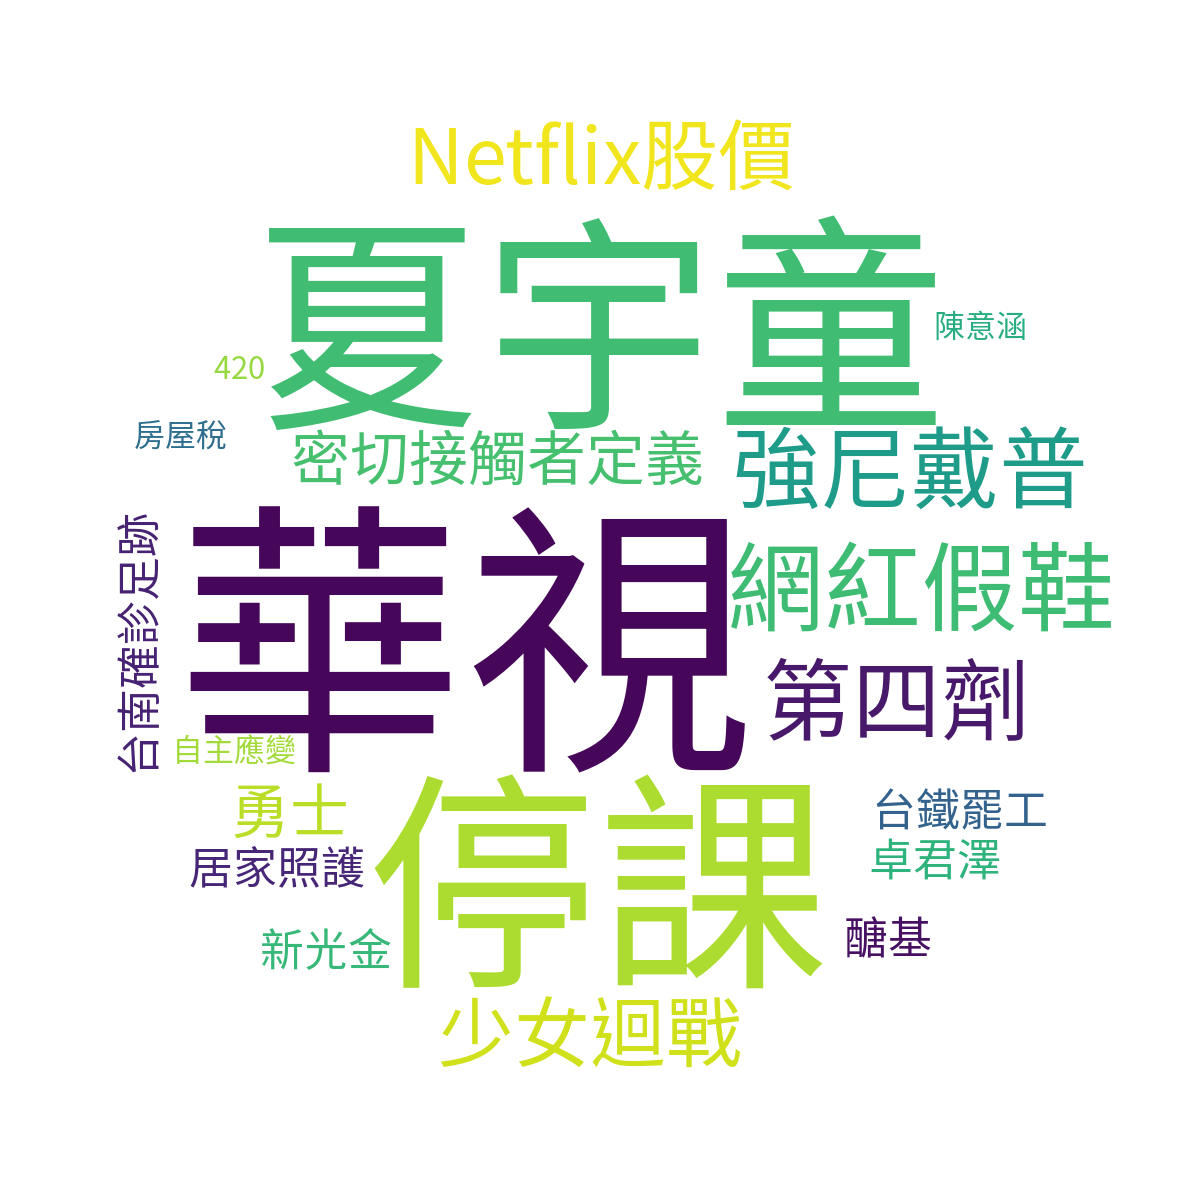 Netflix股價
夏宇童
陳意涵
420
房屋稅
密切接觸者定義
強尼戴普
華視
網紅假鞋
台南確診足跡
第四劑
自主應變
停課
勇士
台鐵罷工
居家照護
卓君澤
醣基
新光金
少女迴戰